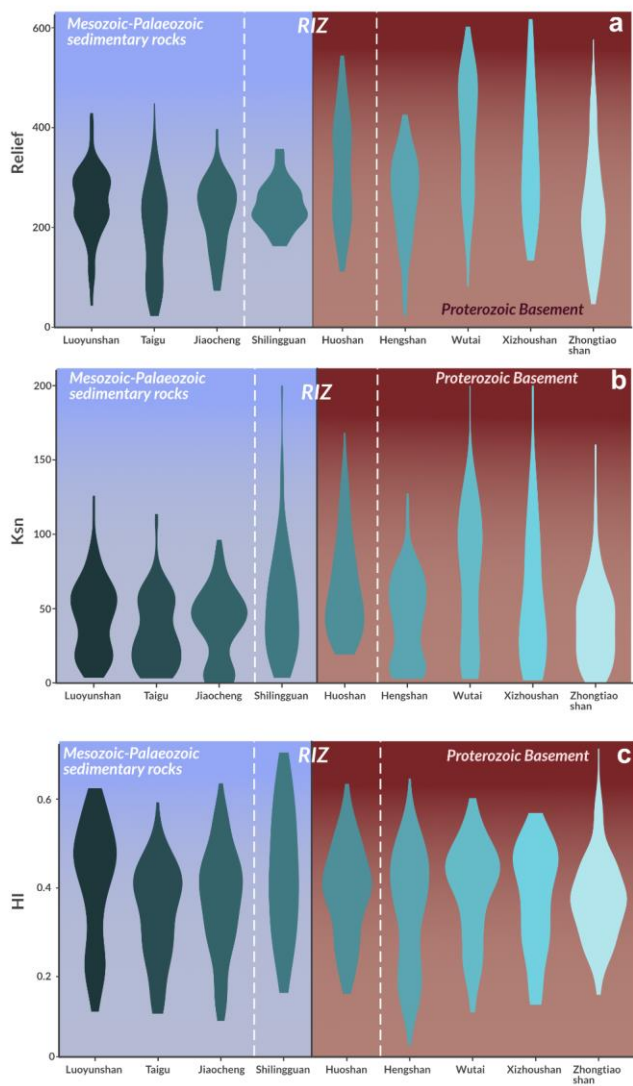 Mesozoic-Palaeozoic
sedimentary rocks
RIZ
a
600
400
200
0
Relief
Proterozoic Basement
Luoyunshan
Taigu
Jiaocheng
Shilingguan
Huoshan
Hengshan
Wutai
Xizhoushan
Zhongtiao
shan
Mesozoic-Palaeozoic
sedimentary rocks
RIZ
Proterozoic Basement
b
200
150
100
50
0
Ksn
Luoyunshan
Taigu
Jiaocheng
Shilingguan
Huoshan
Hengshan
Wutai
Xizhoushan
Zhongtiao
shan
Mesozoic-Palaeozoic
sedimentary rocks
RIZ
Proterozoic Basement
c
0.6
0.4
0.2
0
HI
Luoyunshan
Taigu
Jiaocheng
Shilingguan
Huoshan
Hengshan
Wutai
Xizhoushan
Zhongtiao
shan